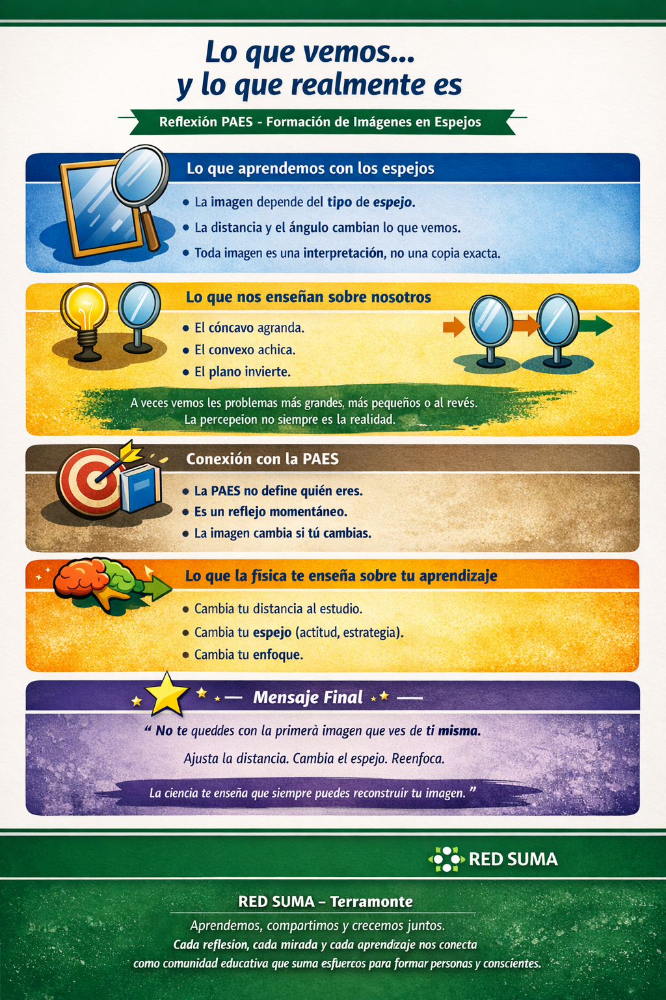 Lo que vemos...
y lo que realmente es
Reflexión PAES - Formación de Imágenes en Espejos
Lo que aprendemos con los espejos
• La imagen depende del tipo de espejo.
• La distancia y el ángulo cambian lo que vemos.
• Toda imagen es una interpretación, no una copia exacta.
Lo que nos enseñan sobre nosotros
• El cóncavo agranda.
• El convexo achica.
• El plano invierte.
A veces vemos les problemas más grandes, más pequeños o al revés.
La percepeion no siempre es la realidad.
Conexión con la PAES
• La PAES no define quién eres.
• Es un reflejo momentáneo.
• La imagen cambia si tú cambias.
Lo que la física te enseña sobre tu aprendizaje
• Cambia tu distancia al estudio.
• Cambia tu espejo (actitud, estrategia).
• Cambia tu enfoque.
Mensaje Final
“ No te queddes con la primerà imagen que ves de tí misma.
Ajusta la distancia. Cambia el espejo. Reenfoca.
La ciencia te enseña que siempre puedes reconstruir tu imagen. ”
RED SUMA
RED SUMA – Terramonte
Aprendemos, compartimos y crecemos juntos.
Cada reflesion, cada mirada y cada aprendizaje nos conecta
como comunidad educativa que suma esfuereos para formar personas y conscientes.